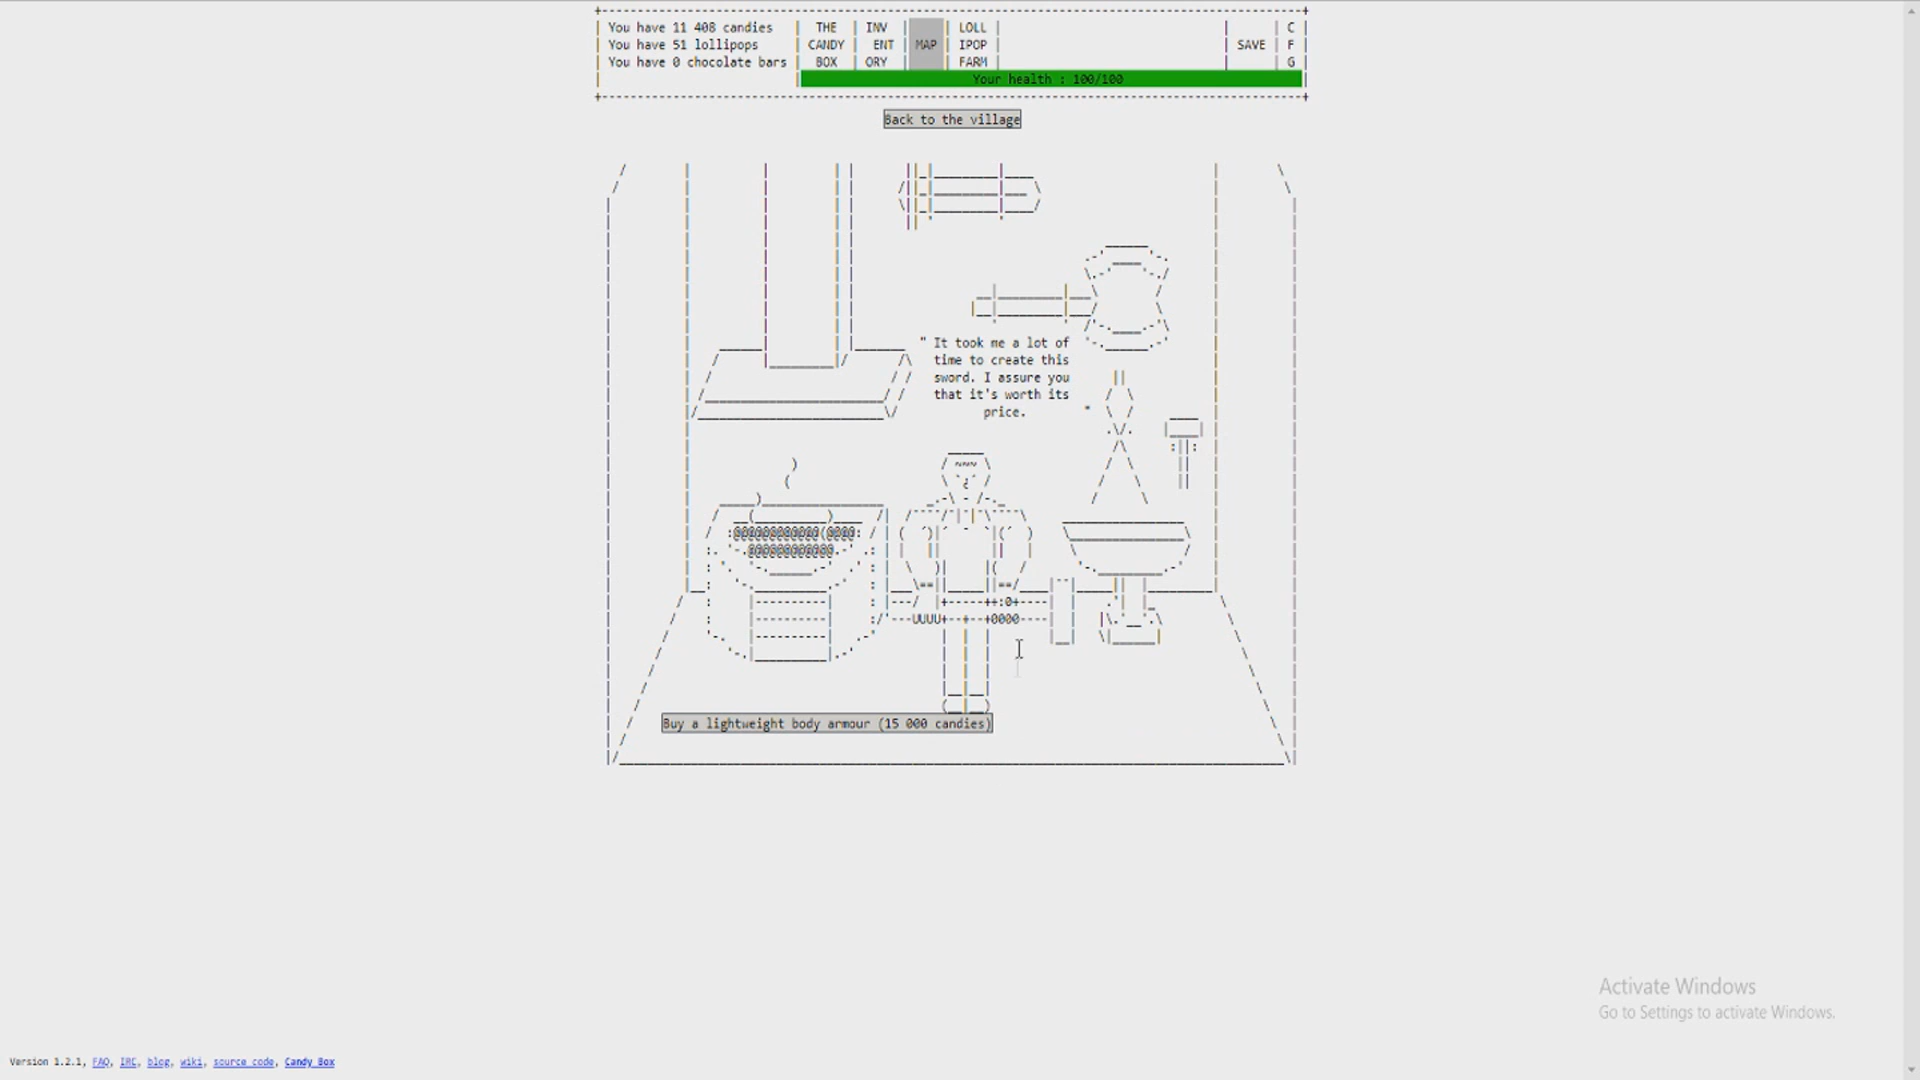 You have 11 408 candies
You have 51 lollipops
You have 0 chocolate bars
THE
CANDY
BOX
INV
ENT
ORY
MAP
LOLL
IPOP
FARM
SAVE
C
F
G
Your health : 100/100
Back to the village
" It took me a lot of
time to create this
sword. I assure you
that it's worth its
price. "
Buy a lightweight body armour (15 000 candies)
Activate Windows
Go to Settings to activate Windows.
Version 1.2.1, FAQ, IRC, blog, wiki, source code, Candy Box